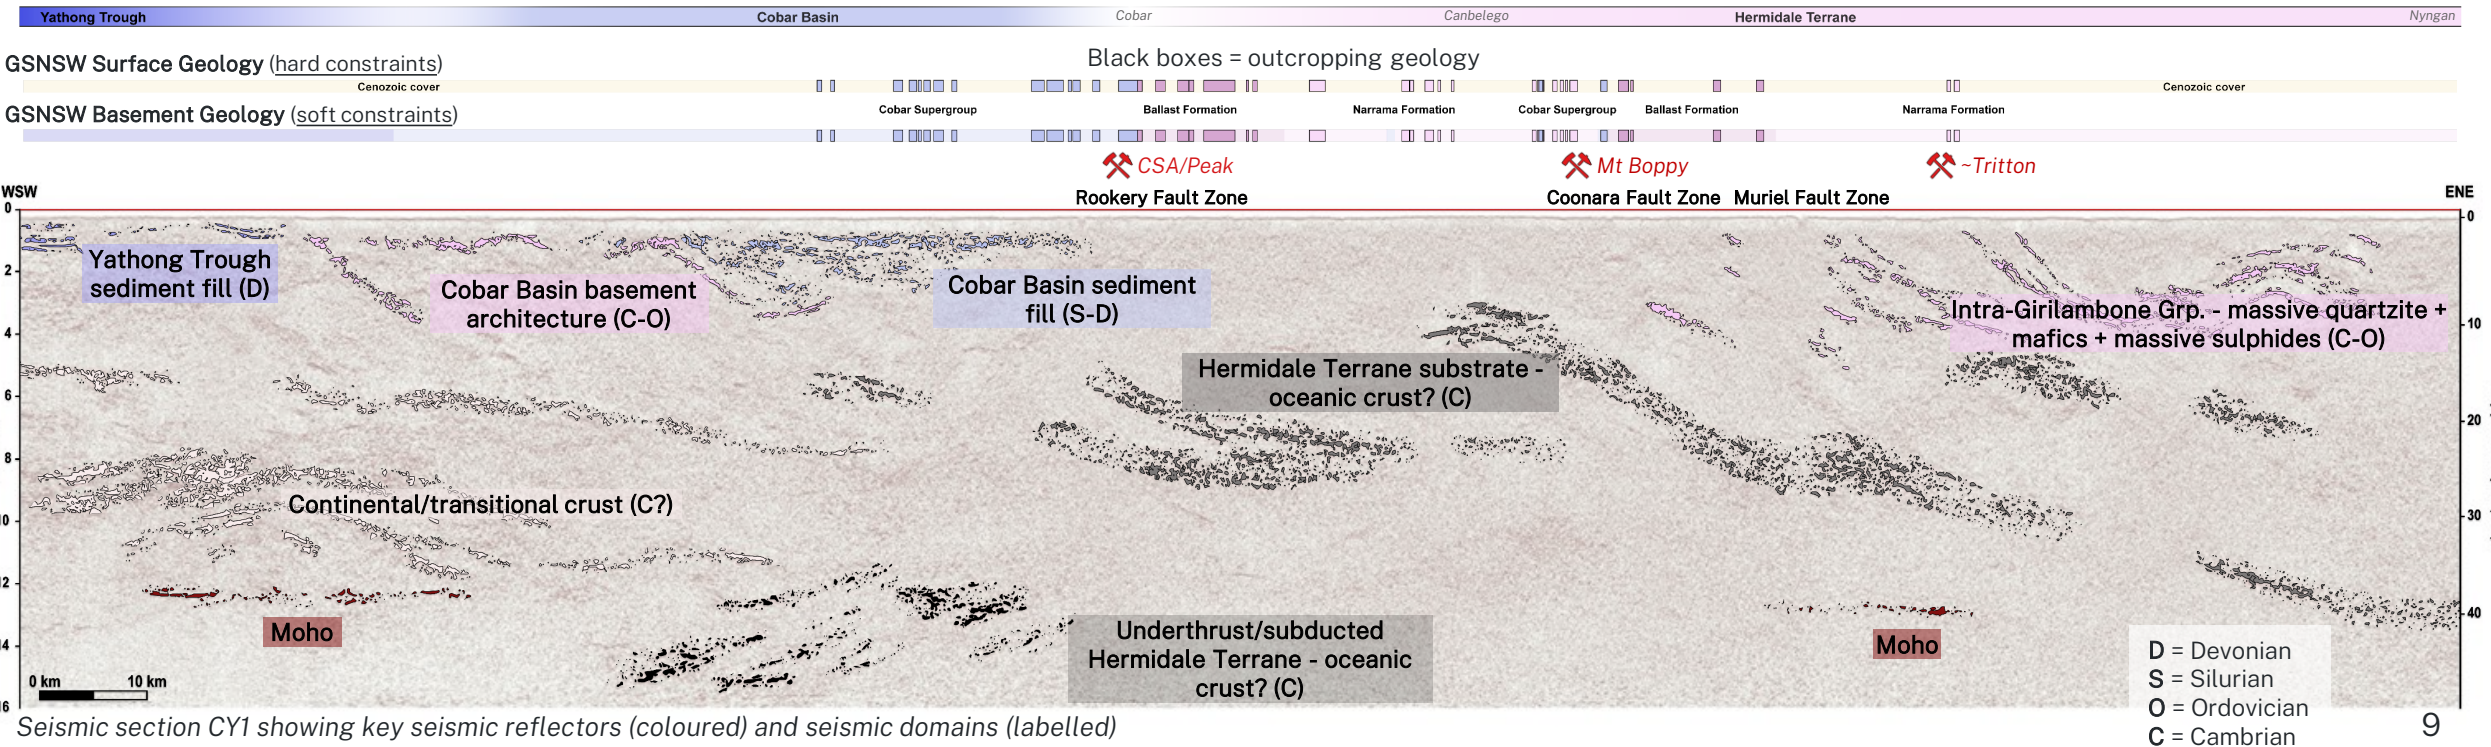 Yathong Trough Cobar Basin Cobar Canbelego Hermidale Terrane Nyngan
Black boxes = outcropping geology
GSNSW Surface Geology (hard constraints)
Cenozoic cover Cenozoic cover
GSNSW Basement Geology (soft constraints)
Cobar Supergroup Ballast Formation Narrama Formation Cobar Supergroup Ballast Formation Narrama Formation
CSA/Peak Mt Boppy ~Tritton
WSW Rookery Fault Zone Coonara Fault Zone Muriel Fault Zone ENE
0 0
Yathong Trough
sediment fill (D)
2
Cobar Basin basement
architecture (C-O)
Cobar Basin sediment
fill (S-D)
Intra-Girilambone Grp. - massive quartzite +
mafics + massive sulphides (C-O)
4 10
Hermidale Terrane substrate -
oceanic crust? (C)
6 20
8
Continental/transitional crust (C?)
10 30
12 40
Moho
Underthrust/subducted
Hermidale Terrane - oceanic
crust? (C)
Moho
14
0 km 10 km
16
D = Devonian
S = Silurian
O = Ordovician
C = Cambrian
Seismic section CY1 showing key seismic reflectors (coloured) and seismic domains (labelled)
9